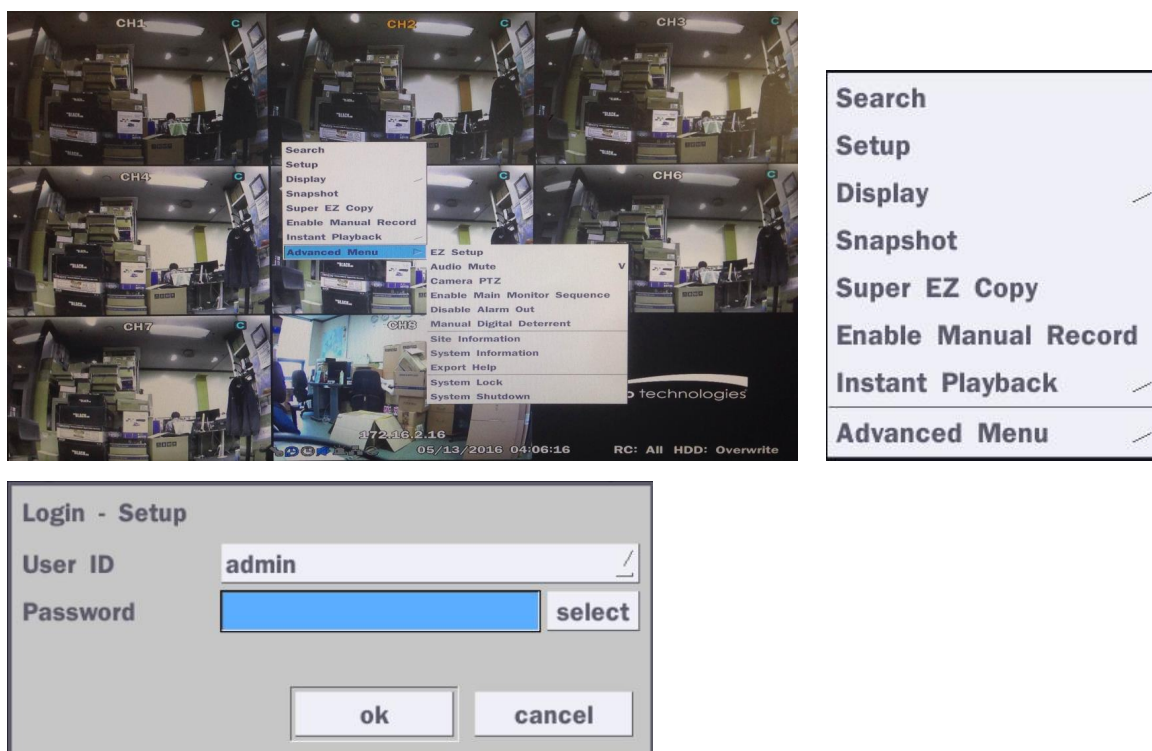 CH1 C
CH2 C
CH3 C
CH4 C
C
CH6 C
CH7 C
CH8
Search
Setup
Display
Snapshot
Super EZ Copy
Enable Manual Record
Instant Playback
Advanced Menu
EZ Setup
Audio Mute V
Camera PTZ
Enable Main Monitor Sequence
Disable Alarm Out
Manual Digital Deterrent
Site Information
System Information
Export Help
System Lock
System Shutdown
technologies
172.16.2.16
05/13/2016 04:06:16 RC: All HDD: Overwrite
Search
Setup
Display
Snapshot
Super EZ Copy
Enable Manual Record
Instant Playback
Advanced Menu
Login - Setup
User ID admin
Password select
ok cancel